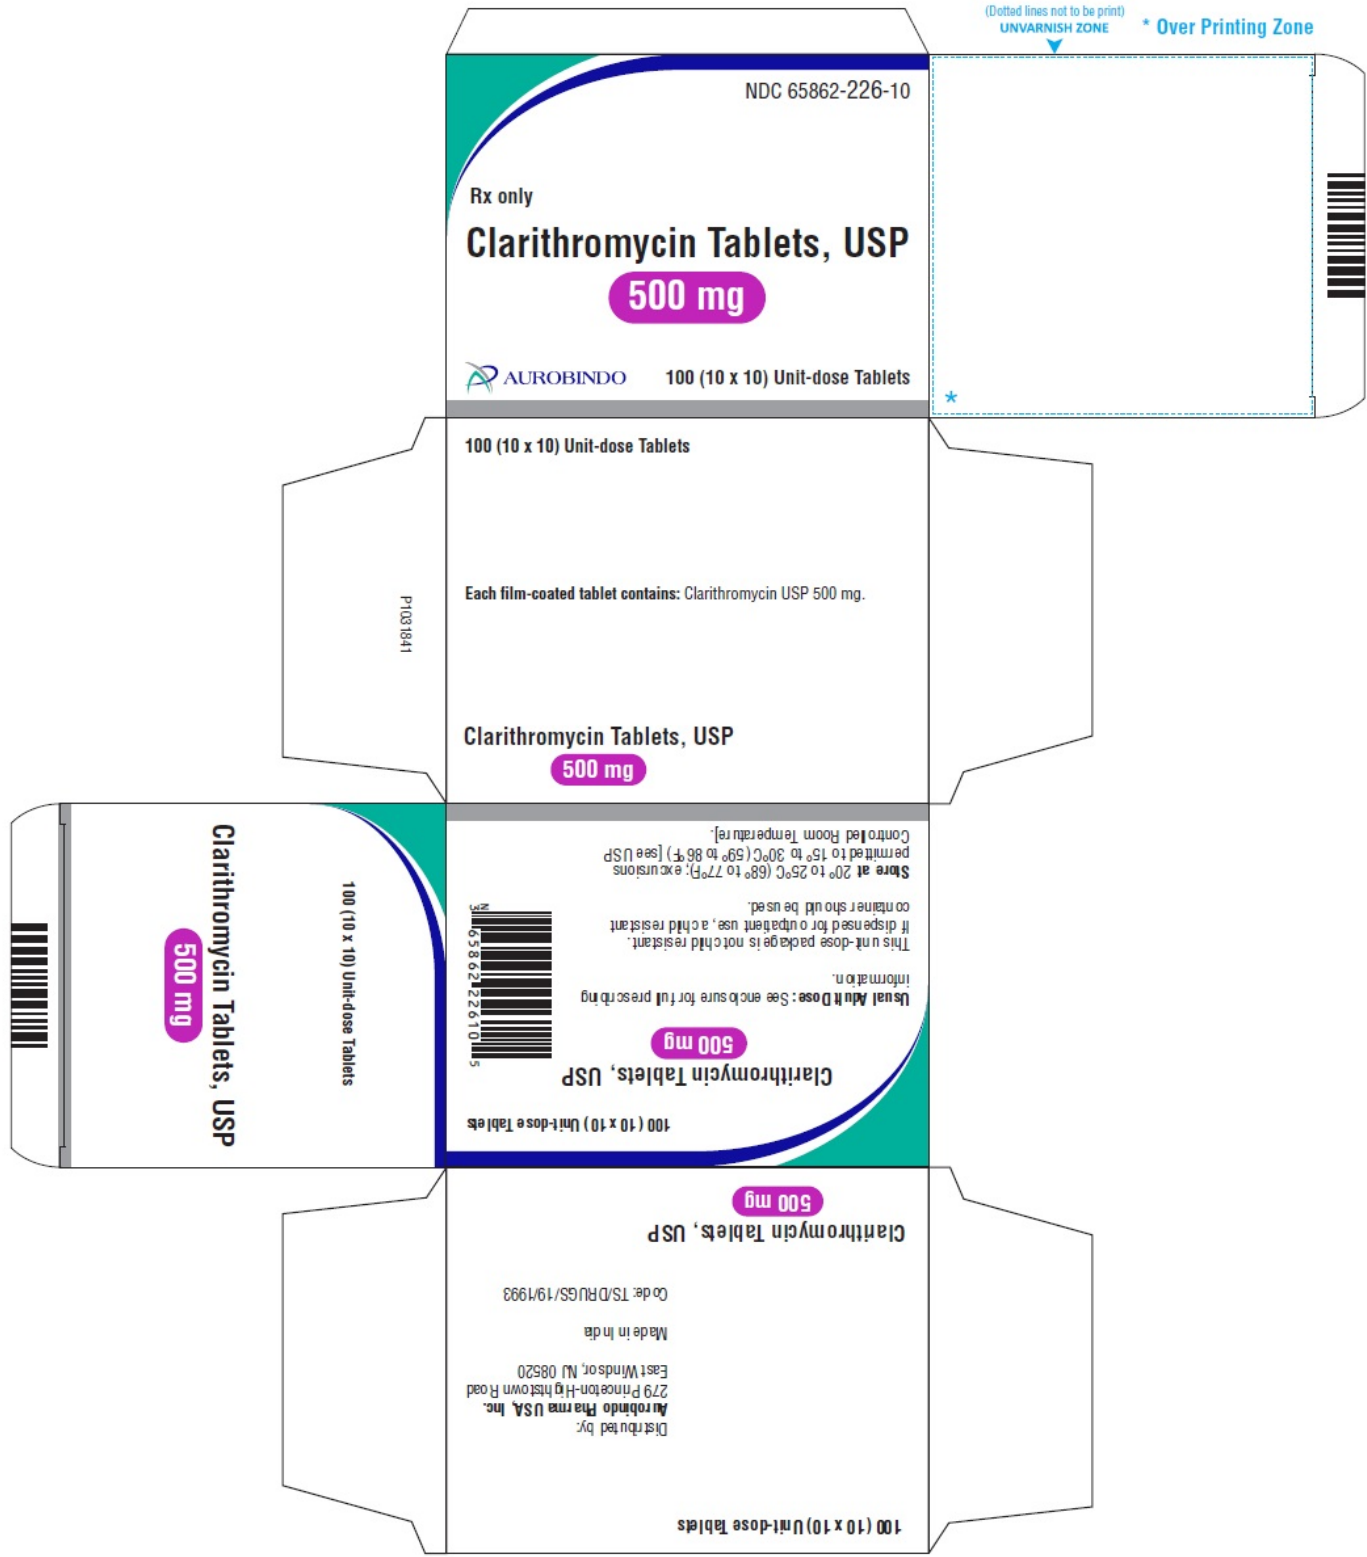 (Dotted lines not to be print)
UNVARNISH ZONE
* Over Printing Zone
NDC 65862-226-10
Rx only
Clarithromycin Tablets, USP
500 mg
AUROBINDO
100 (10 x 10) Unit-dose Tablets
*
100 (10 x 10) Unit-dose Tablets
Each film-coated tablet contains: Clarithromycin USP 500 mg.
P1031841
Clarithromycin Tablets, USP
500 mg
Clarithromycin Tablets, USP
500 mg
100 (10 x 10) Unit-dose Tablets
100 (10 x 10) Unit-dose Tablets
Clarithromycin Tablets, USP
500 mg
Usual Adult Dose: See enclosure for full prescribing
information.
This unit-dose package is not child resistant.
If dispensed for outpatient use, a child resistant
container should be used.
Store at 20° to 25°C (68° to 77°F); excursions
permitted to 15° to 30°C (59° to 86°F) [see USP
Controlled Room Temperature].
N
3 65862 22610 5
100 (10 x 10) Unit-dose Tablets
Distributed by:
Aurobindo Pharma USA, Inc.
279 Princeton-Hightstown Road
East Windsor, NJ 08520
Made in India
Code: TS/DRUGS/19/1993
Clarithromycin Tablets, USP
500 mg